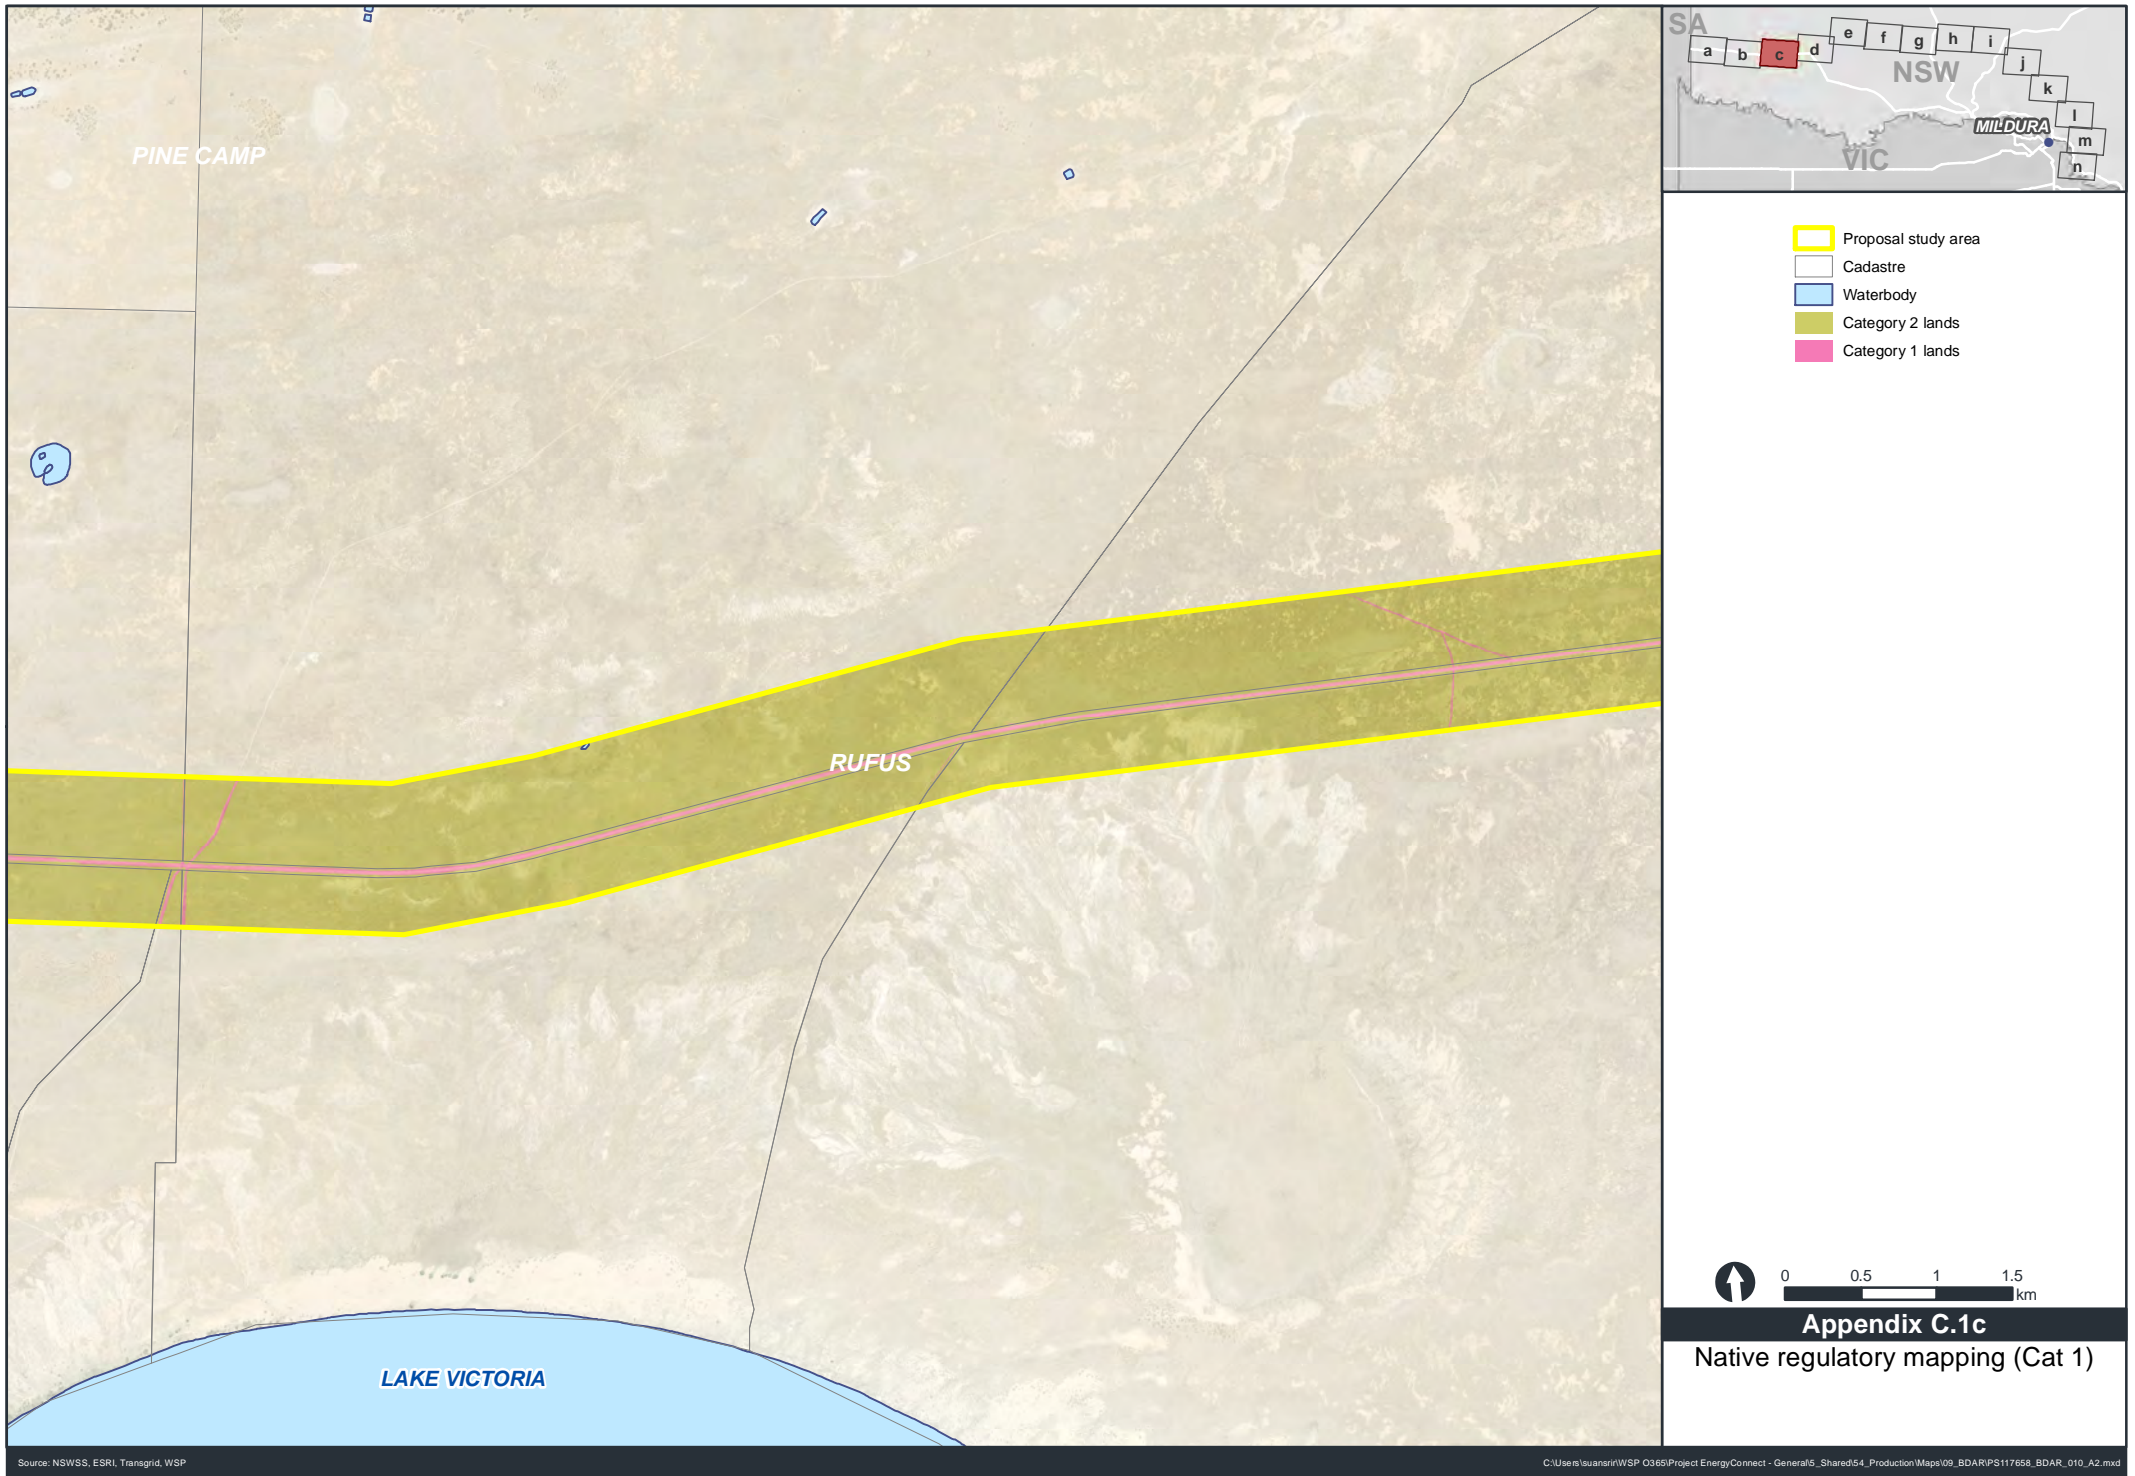 PINE CAMP
RUFUS
LAKE VICTORIA
SA
a
b
c
d
e
f
g
h
i
j
k
l
m
n
NSW
MILDURA
VIC
Proposal study area
Cadastre
Waterbody
Category 2 lands
Category 1 lands
0 0.5 1 1.5
km
Appendix C.1c
Native regulatory mapping (Cat 1)
Source: NSWSS, ESRI, Transgrid, WSP
C:\Users\suansrir\WSP O365\Project EnergyConnect - General\5_Shared\54_Production\Maps\09_BDAR\PS117658_BDAR_010_A2.mxd